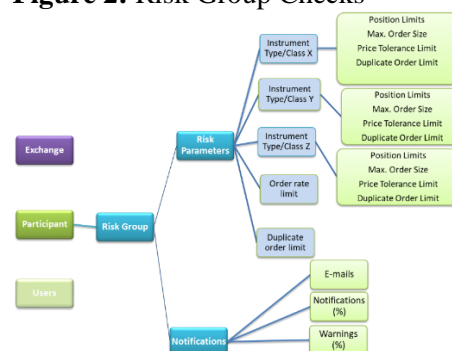 Figure 2: Risk Group Checks
Exchange
Participant
Users
Risk Group
Risk
Parameters
Notifications
Instrument
Type/Class X
Instrument
Type/Class Y
Instrument
Type/Class Z
Order rate
limit
Duplicate
order limit
Position Limits
Max. Order Size
Price Tolerance Limit
Duplicate Order Limit
Position Limits
Max. Order Size
Price Tolerance Limit
Duplicate Order Limit
Position Limits
Max. Order Size
Price Tolerance Limit
Duplicate Order Limit
E-mails
Notifications
(%)
Warnings
(%)